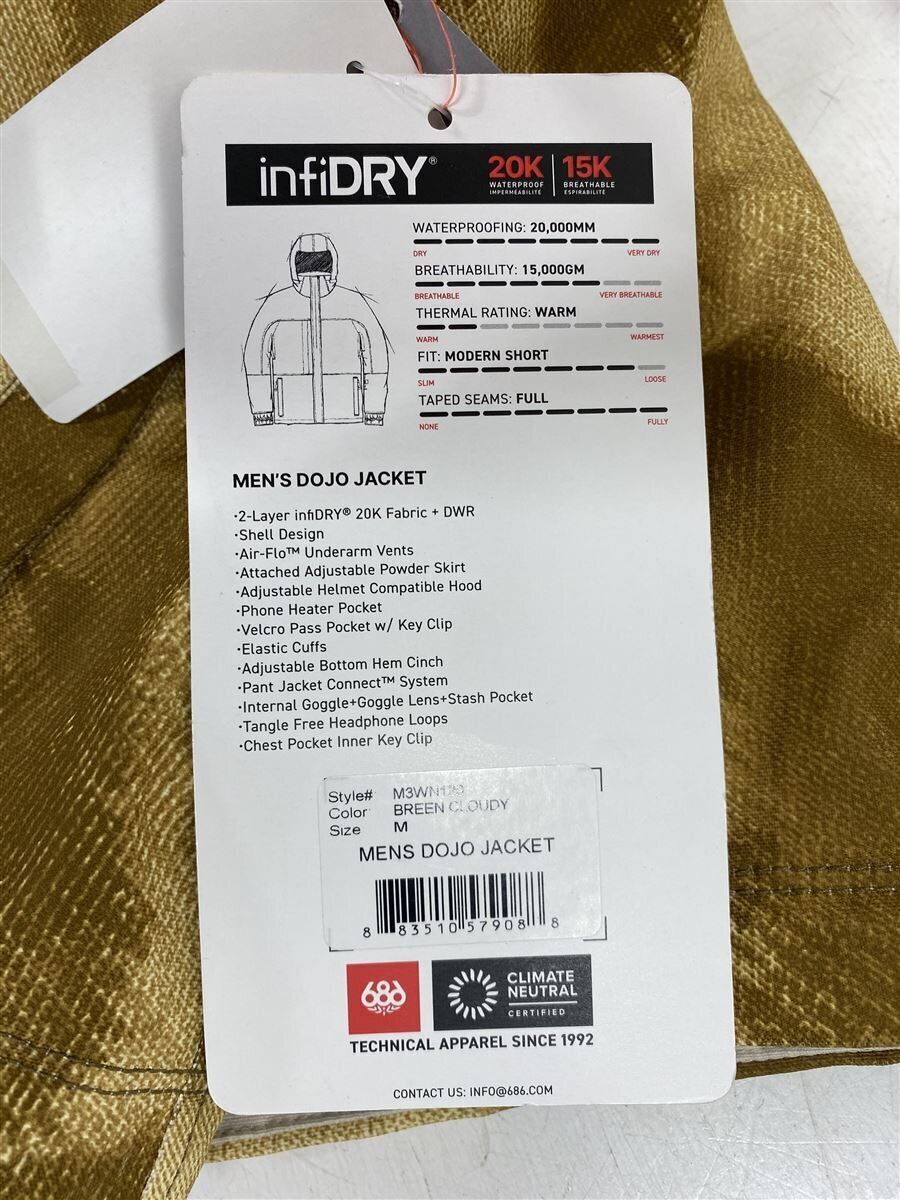 infiDRY®
20K
WATERPROOF
IMPERMÉABILITÉ
15K
BREATHABLE
ESPIRABILITÉ
WATERPROOFING: 20,000MM
DRY VERY DRY
BREATHABILITY: 15,000GM
BREATHABLE VERY BREATHABLE
THERMAL RATING: WARM
WARM WARMEST
FIT: MODERN SHORT
SLIM LOOSE
TAPED SEAMS: FULL
NONE FULLY
MEN'S DOJO JACKET
·2-Layer infiDRY® 20K Fabric + DWR
·Shell Design
·Air-Flo™ Underarm Vents
·Attached Adjustable Powder Skirt
·Adjustable Helmet Compatible Hood
·Phone Heater Pocket
·Velcro Pass Pocket w/ Key Clip
·Elastic Cuffs
·Adjustable Bottom Hem Cinch
·Pant Jacket Connect™ System
·Internal Goggle+Goggle Lens+Stash Pocket
·Tangle Free Headphone Loops
·Chest Pocket Inner Key Clip
Style#
Color BREEN CLOUDY
Size M
MENS DOJO JACKET
8 83510 57908 8
686
CLIMATE
NEUTRAL
CERTIFIED
TECHNICAL APPAREL SINCE 1992
CONTACT US: INFO@686.COM